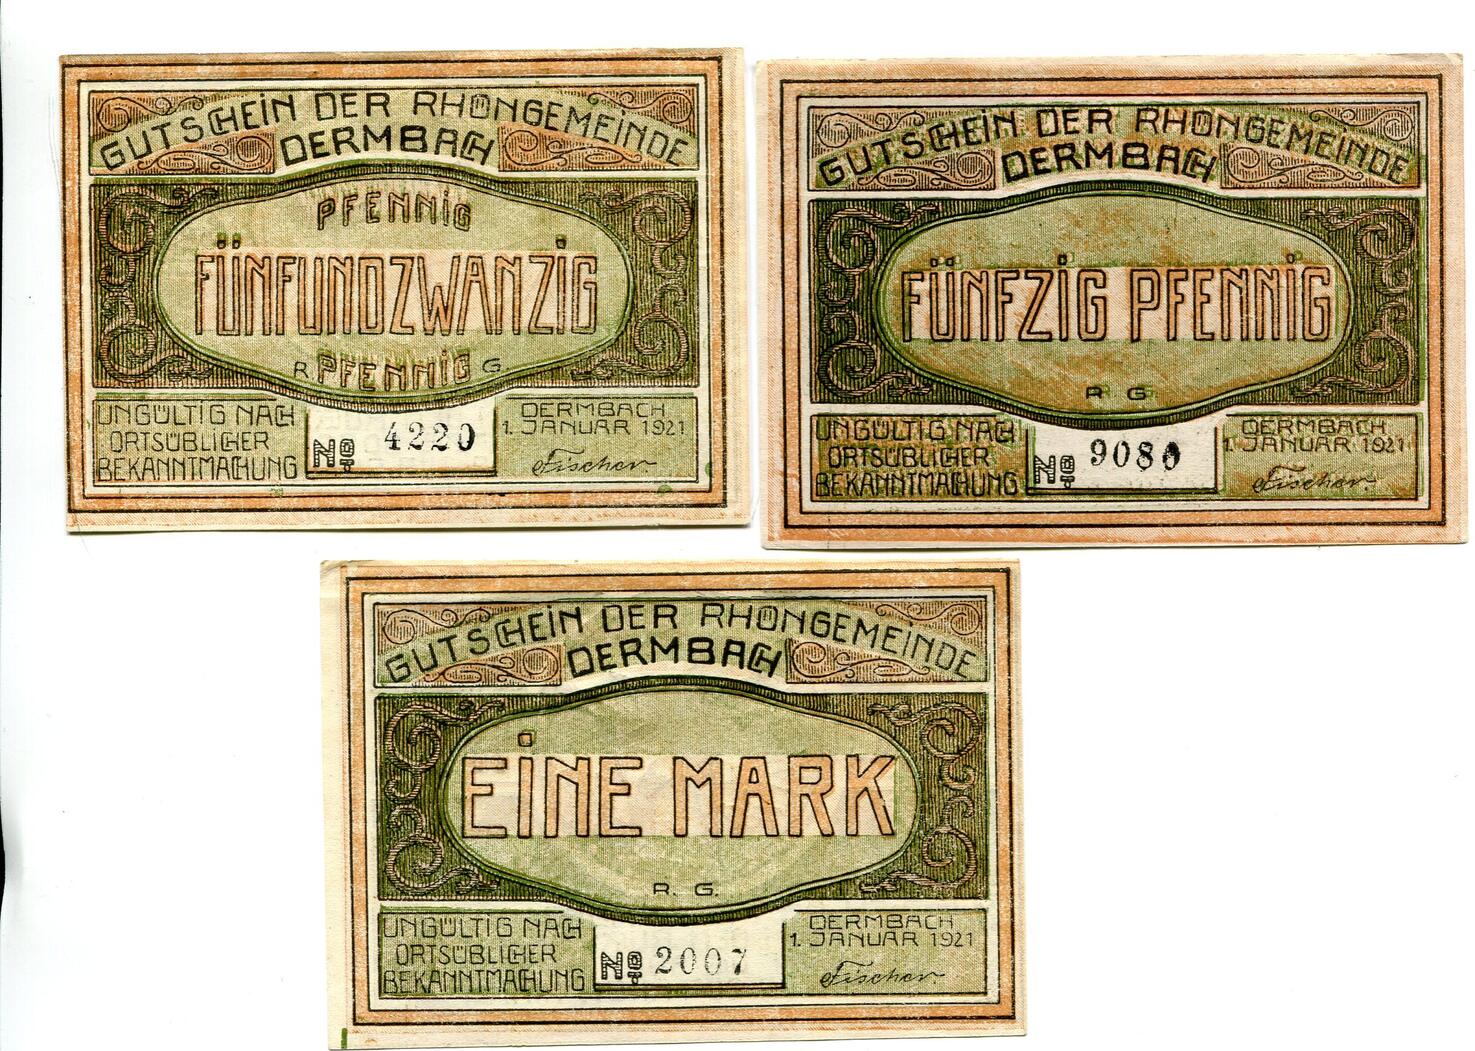 GUTSCHEIN DER RHÖNGEMEINDE
DERMBACH
PFENNIG
FÜNFUNDZWANZIG
PFENNIG
R G
UNGÜLTIG NACH
ORTSÜBLICHER
BEKANNTMACHUNG
No 4220
DERMBACH
1. JANUAR 1921
Fischer
GUTSCHEIN DER RHÖNGEMEINDE
DERMBACH
FÜNFZIG PFENNIG
R G
UNGÜLTIG NACH
ORTSÜBLICHER
BEKANNTMACHUNG
No 9080
DERMBACH
1. JANUAR 1921
Fischer.
GUTSCHEIN DER RHÖNGEMEINDE
DERMBACH
EINE MARK
R. G.
UNGÜLTIG NACH
ORTSÜBLICHER
BEKANNTMACHUNG
No 2007
DERMBACH
1. JANUAR 1921
Fischer.